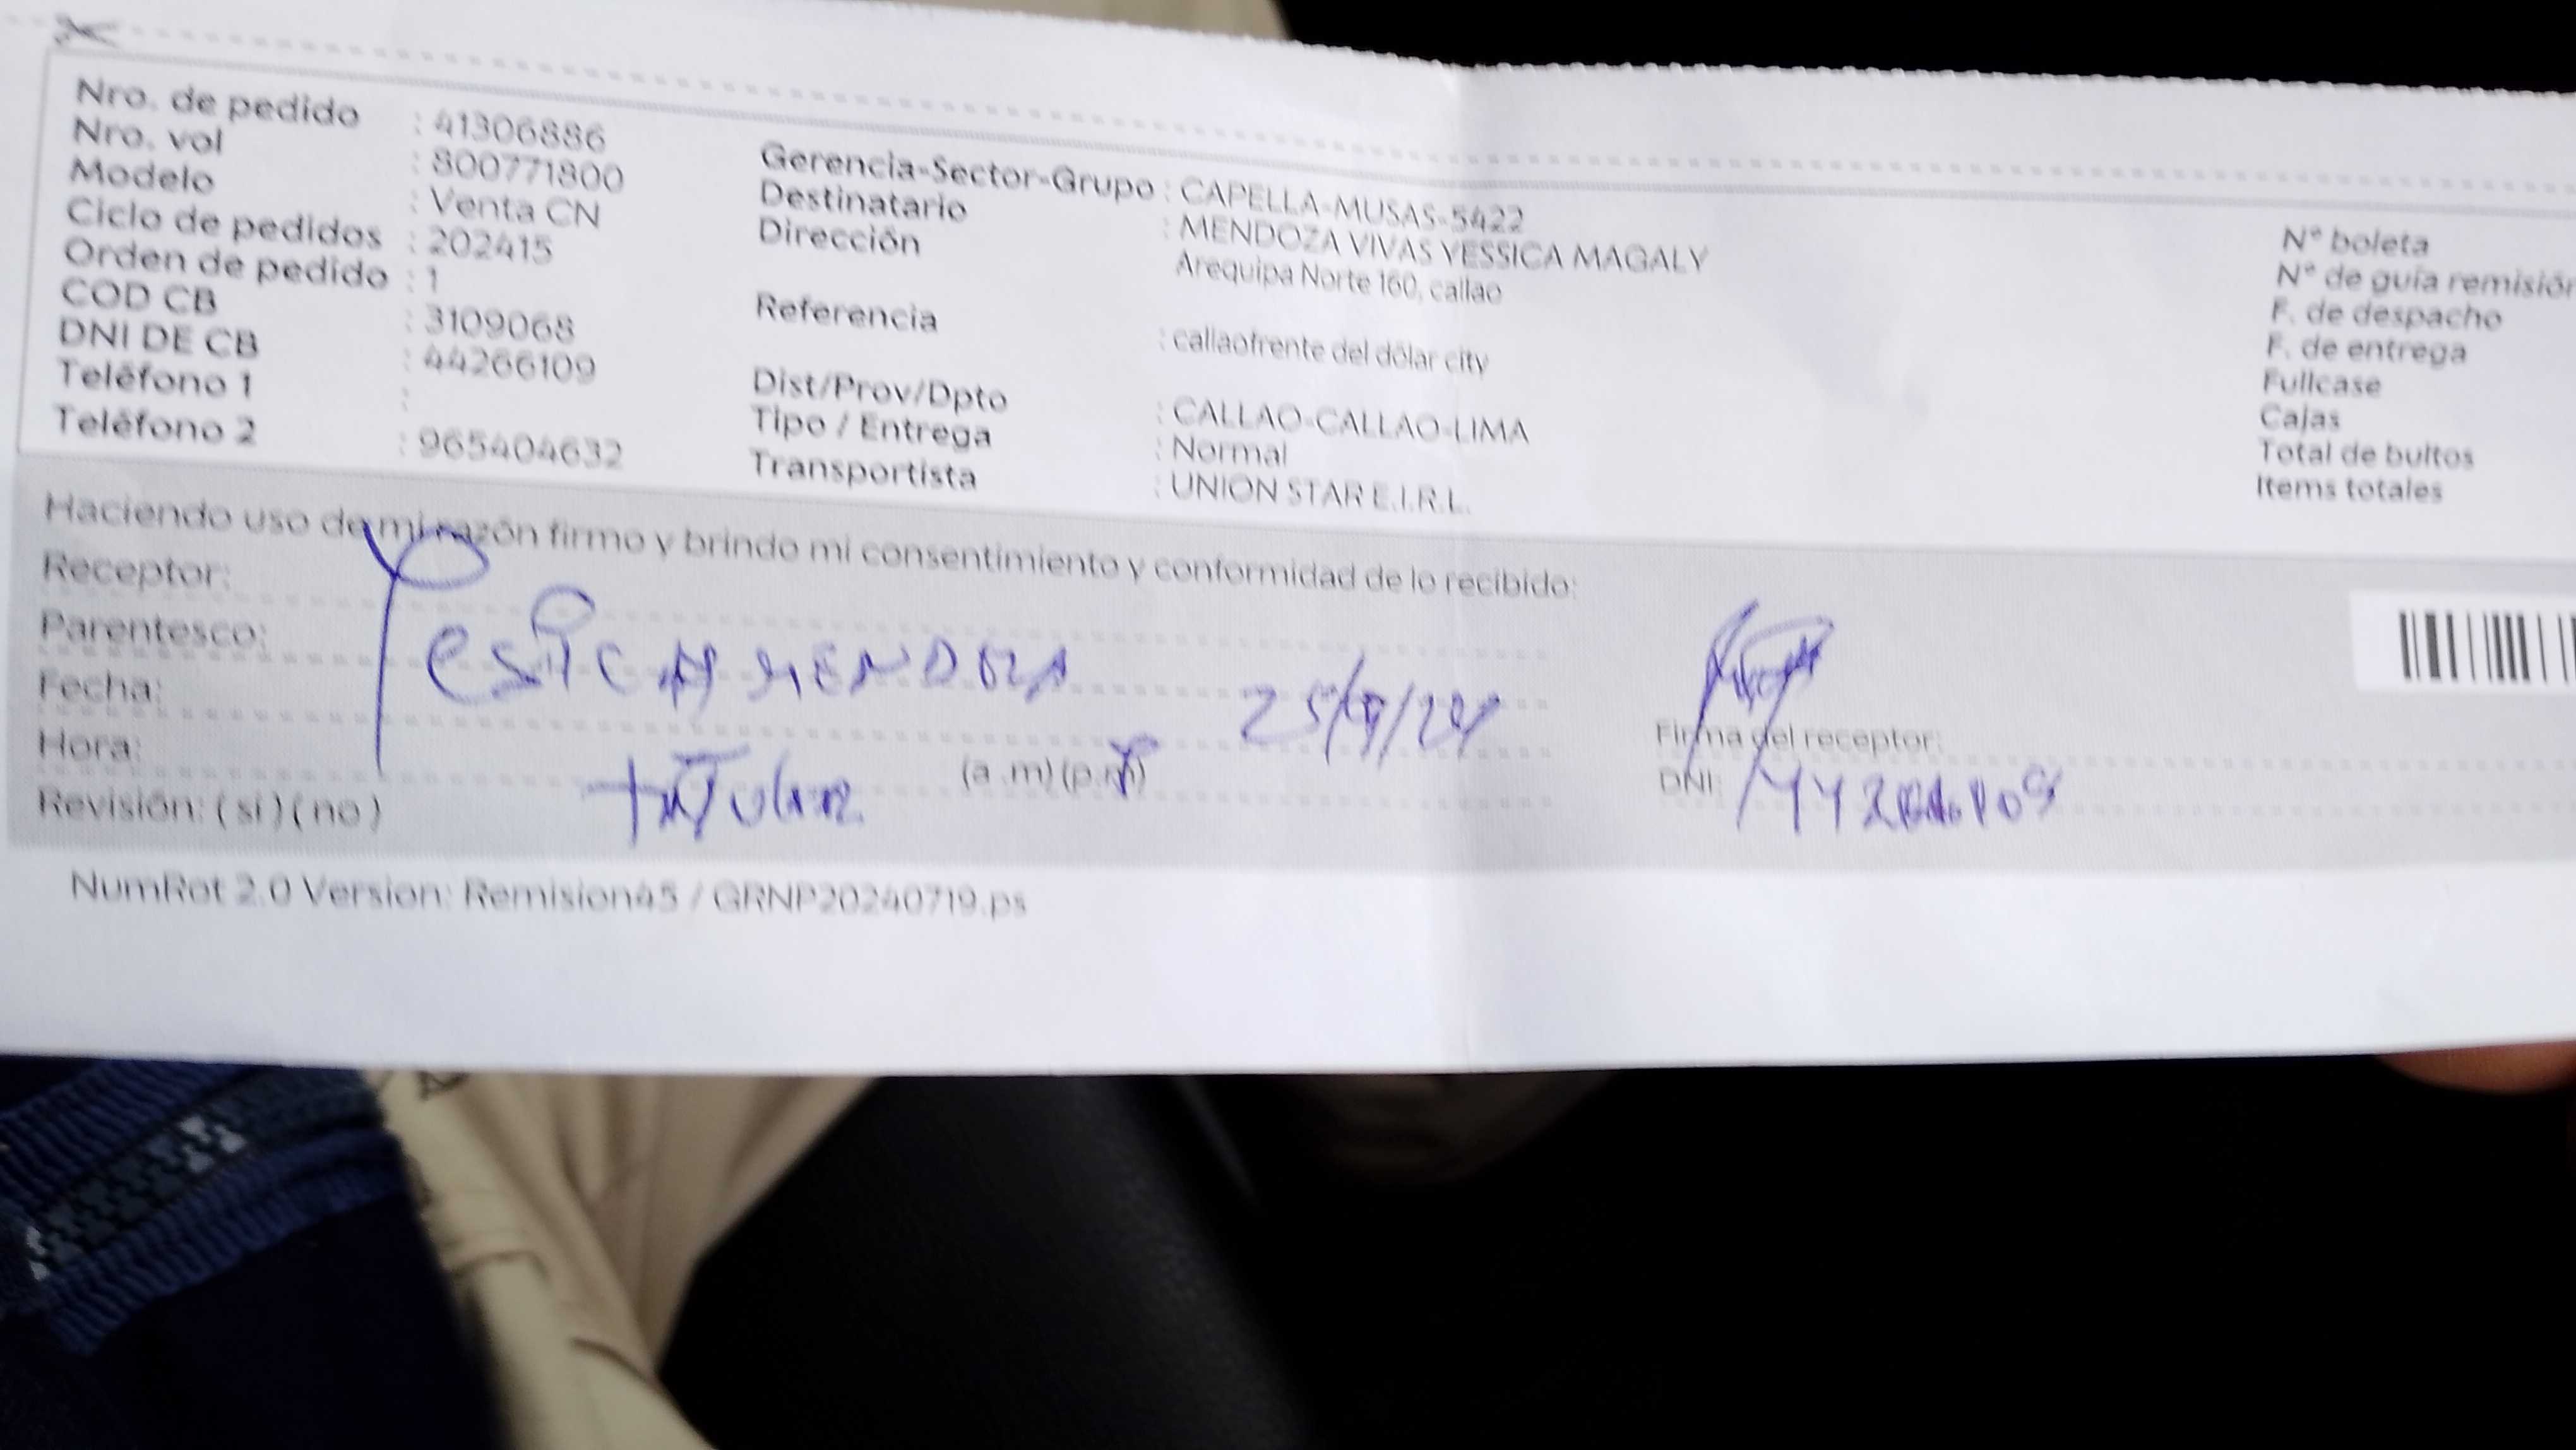 Nro. de pedido : 41306886
Nro. vol : 800771800
Modelo : Venta CN
Ciclo de pedidos : 202415
Orden de pedido : 1
COD CB : 3109068
DNI DE CB : 44266109
Teléfono 1 :
Teléfono 2 : 965404632
Gerencia-Sector-Grupo : CAPELLA-MUSAS-5422
Destinatario : MENDOZA VIVAS YESSICA MAGALY
Dirección Arequipa Norte 160, callao
Referencia : callaofrente del dólar city
Dist/Prov/Dpto : CALLAO-CALLAO-LIMA
Tipo / Entrega : Normal
Transportista : UNION STAR E.I.R.L.
N° boleta
N° de guía remisión
F. de despacho
F. de entrega
Fullcase
Cajas
Total de bultos
Items totales
Haciendo uso de mi razón firmo y brindo mi consentimiento y conformidad de lo recibido:
Receptor:
Parentesco:
Yesica MENDOZA
Fecha:
25/9/24
Hora: (a .m) (p.m)
Titular
Revisión: ( si ) ( no )
Firma del receptor:
DNI:
NumRot 2.0 Version: Remision45 / GRNP20240719.ps